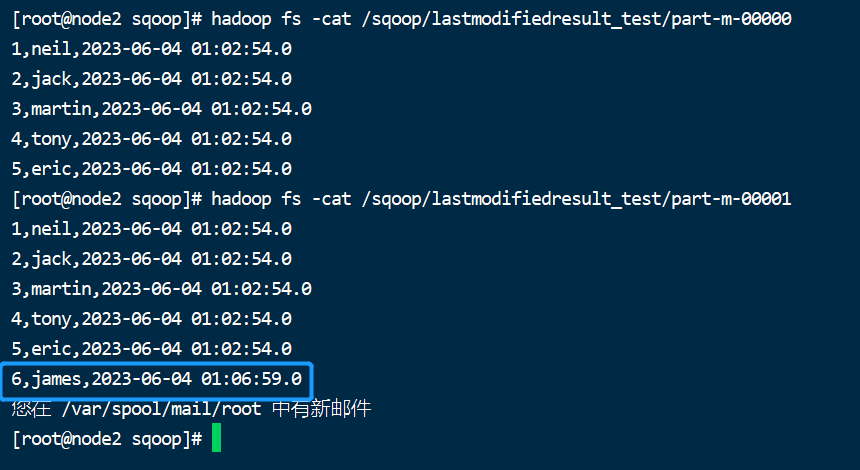 [root@node2 sqoop]# hadoop fs -cat /sqoop/lastmodifiedresult_test/part-m-00000
1,neil,2023-06-04 01:02:54.0
2,jack,2023-06-04 01:02:54.0
3,martin,2023-06-04 01:02:54.0
4,tony,2023-06-04 01:02:54.0
5,eric,2023-06-04 01:02:54.0
[root@node2 sqoop]# hadoop fs -cat /sqoop/lastmodifiedresult_test/part-m-00001
1,neil,2023-06-04 01:02:54.0
2,jack,2023-06-04 01:02:54.0
3,martin,2023-06-04 01:02:54.0
4,tony,2023-06-04 01:02:54.0
5,eric,2023-06-04 01:02:54.0
6,james,2023-06-04 01:06:59.0
您在 /var/spool/mail/root 中有新邮件
[root@node2 sqoop]#